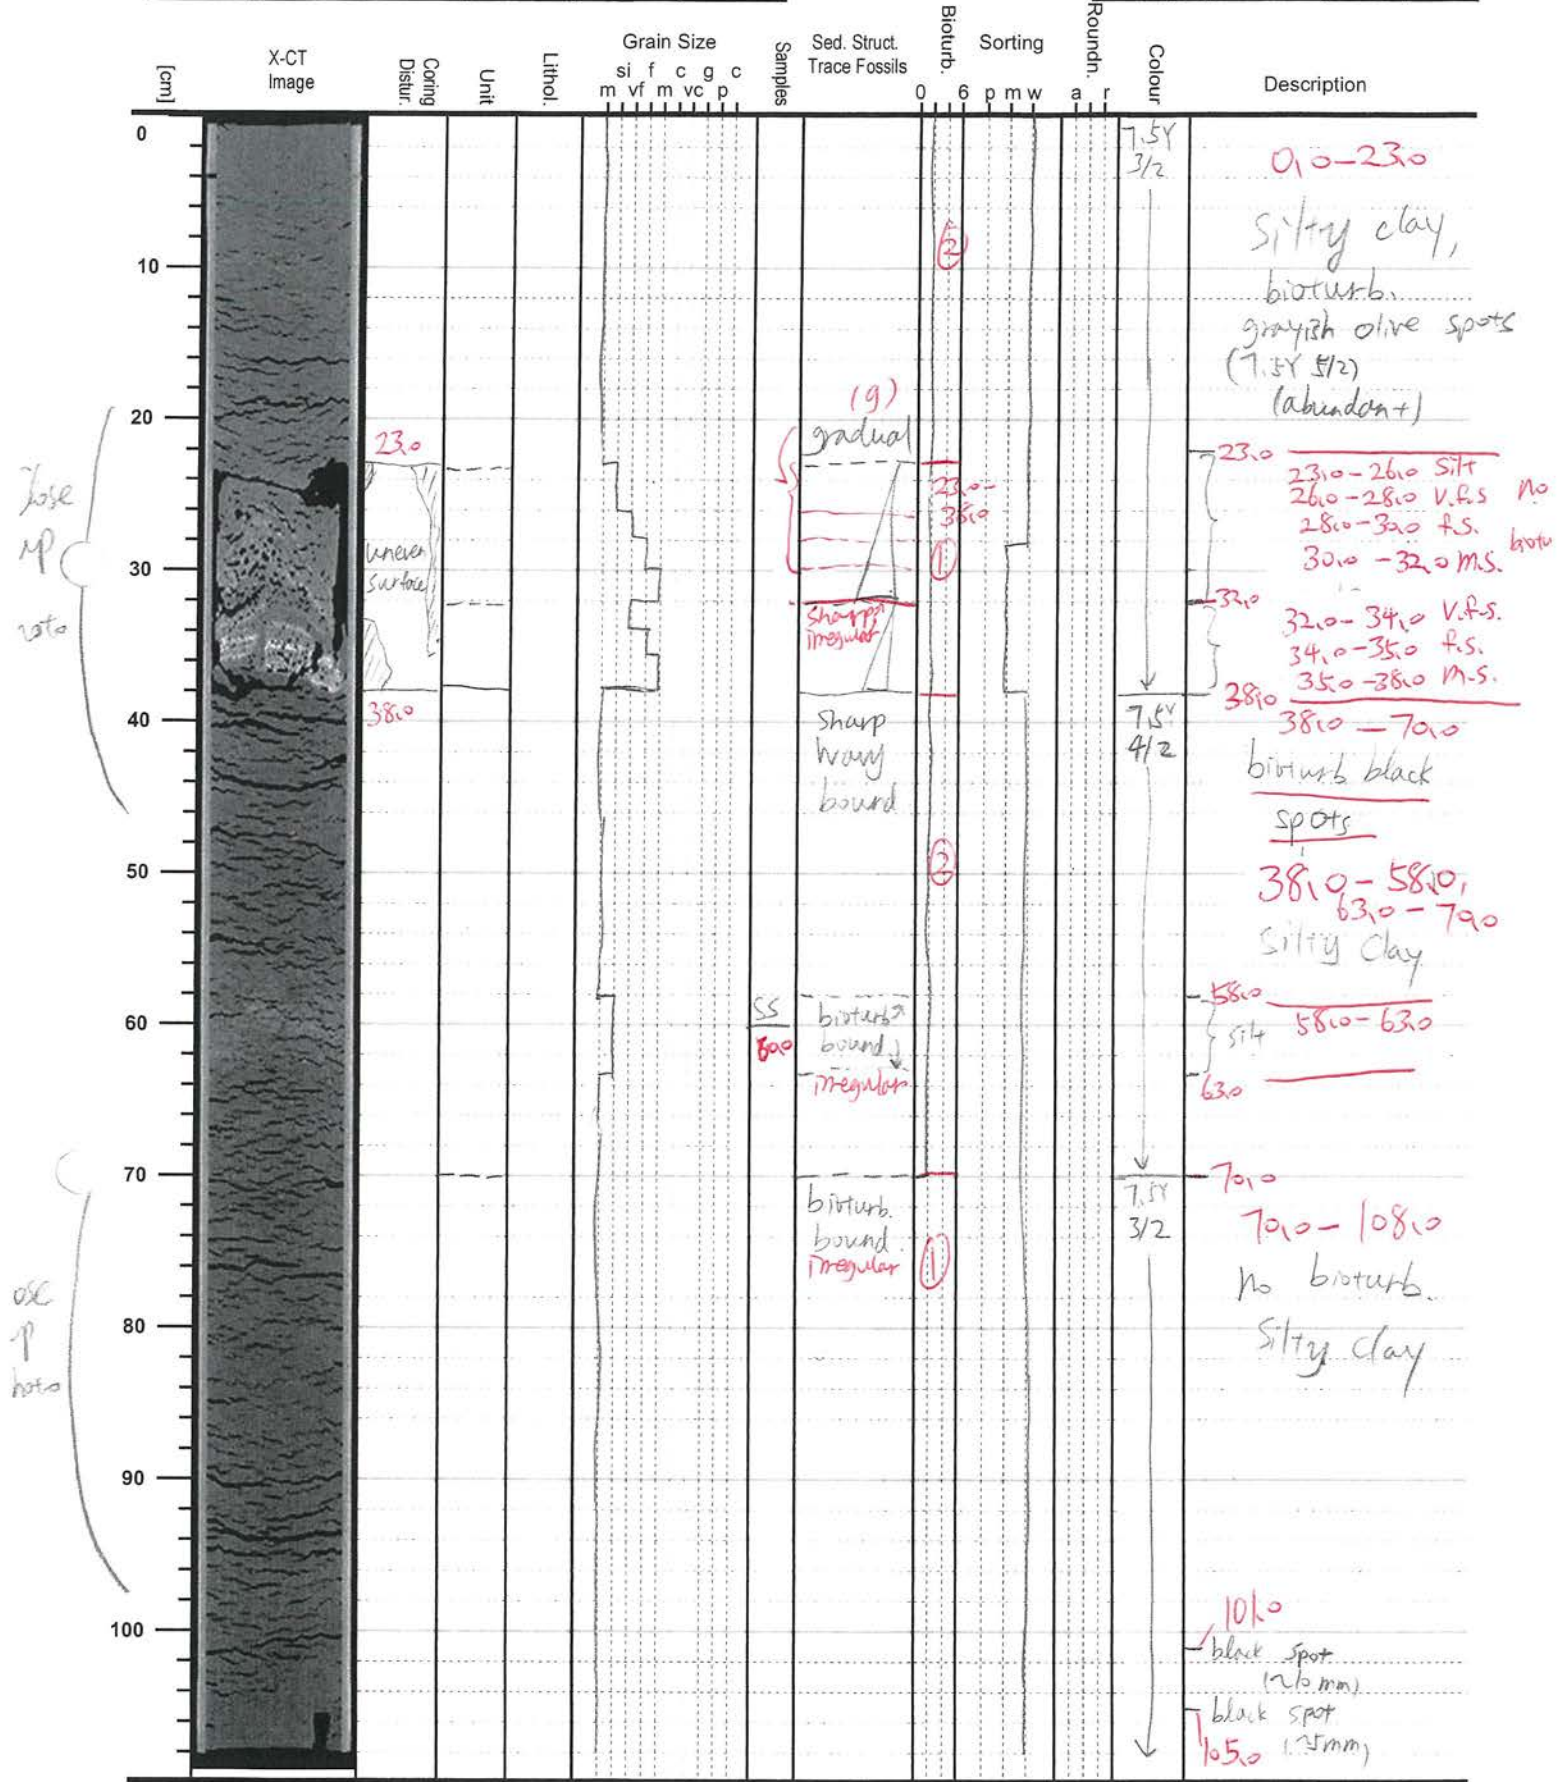 [cm]
X-CT
Image
Coring
Distur.
Unit
Lithol.
Grain Size
si f c g c
m vf m vc p
Samples
Sed. Struct.
Trace Fossils
Bioturb.
0 6
Sorting
p m w
Roundn.
a r
Colour
Description
0
10
20
30
40
50
60
70
80
90
100
up
23.0
uneven
surface
38.0
SS
60.0
(g)
gradual
sharp
irregular
sharp
wavy
bound
bioturb.
bound
irregular
bioturb.
bound.
irregular
2
23.0-
38.0
1
2
1
7.5Y
3/2
7.5Y
4/2
7.5Y
3/2
0.0-23.0
Silty clay,
bioturb.
grayish olive spots
(7.5Y 5/2)
(abundant)
23.0
23.0-26.0 Silt
26.0-28.0 V.f.s no
28.0-30.0 f.s.
30.0-32.0 m.s.
32.0
32.0-34.0 V.f.s.
34.0-35.0 f.s.
35.0-38.0 m.s.
38.0
38.0-70.0
bioturb black
spots
38.0-58.0,
63.0-70.0
Silty Clay
58.0
58.0-63.0
silt
63.0
70.0
70.0-108.0
no bioturb.
Silty clay
101.0
black spot
black spot
105.0 (~5mm)